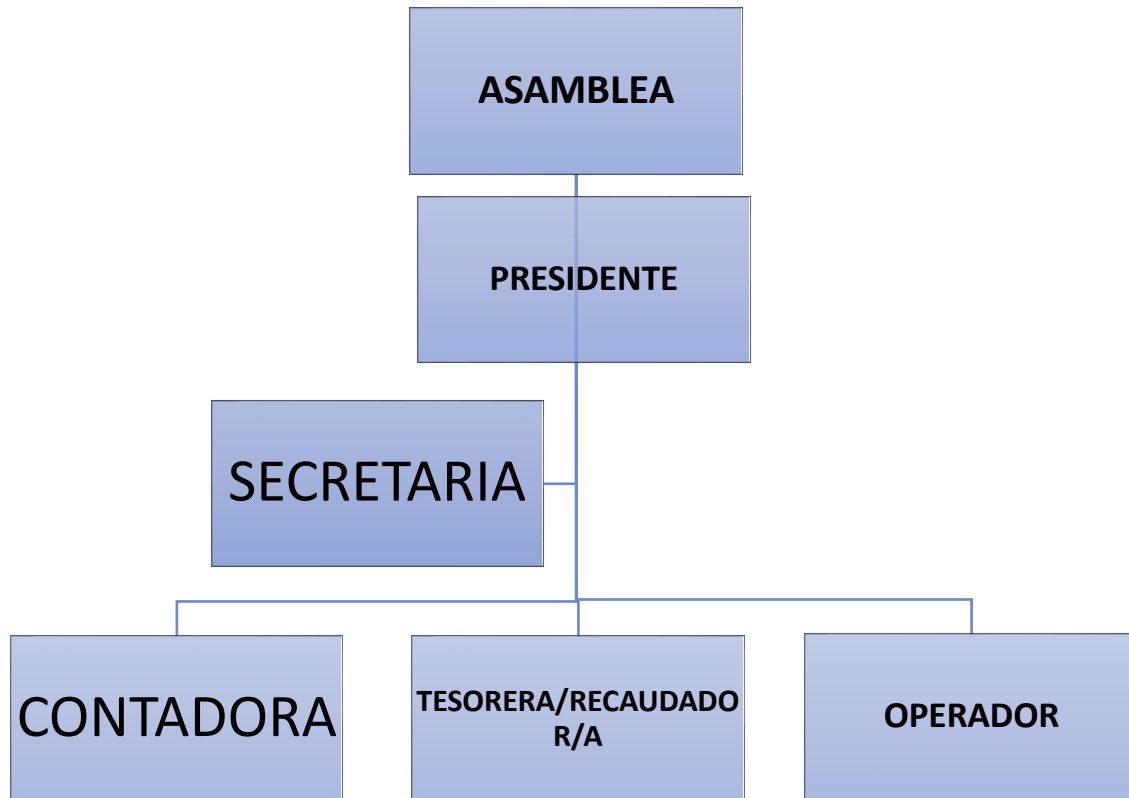 ASAMBLEA
PRESIDENTE
SECRETARIA
CONTADORA
TESORERA/RECAUDADO
R/A
OPERADOR